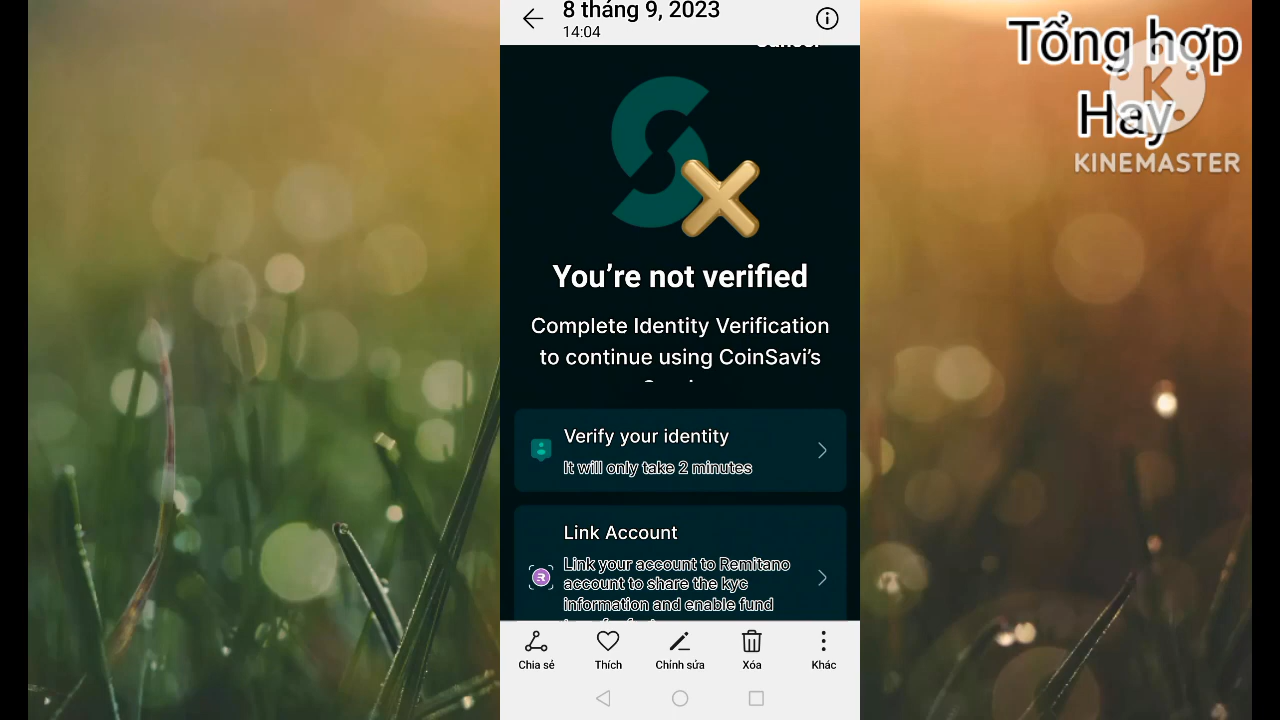 8 tháng 9, 2023
14:04
Tổng hợp
Hay
K
KINEMASTER
You’re not verified
Complete Identity Verification
to continue using CoinSavi’s
Verify your identity
It will only take 2 minutes
Link Account
Link your account to Remitano
account to share the kyc
information and enable fund
Chia sẻ
Thích
Chỉnh sửa
Xóa
Khác